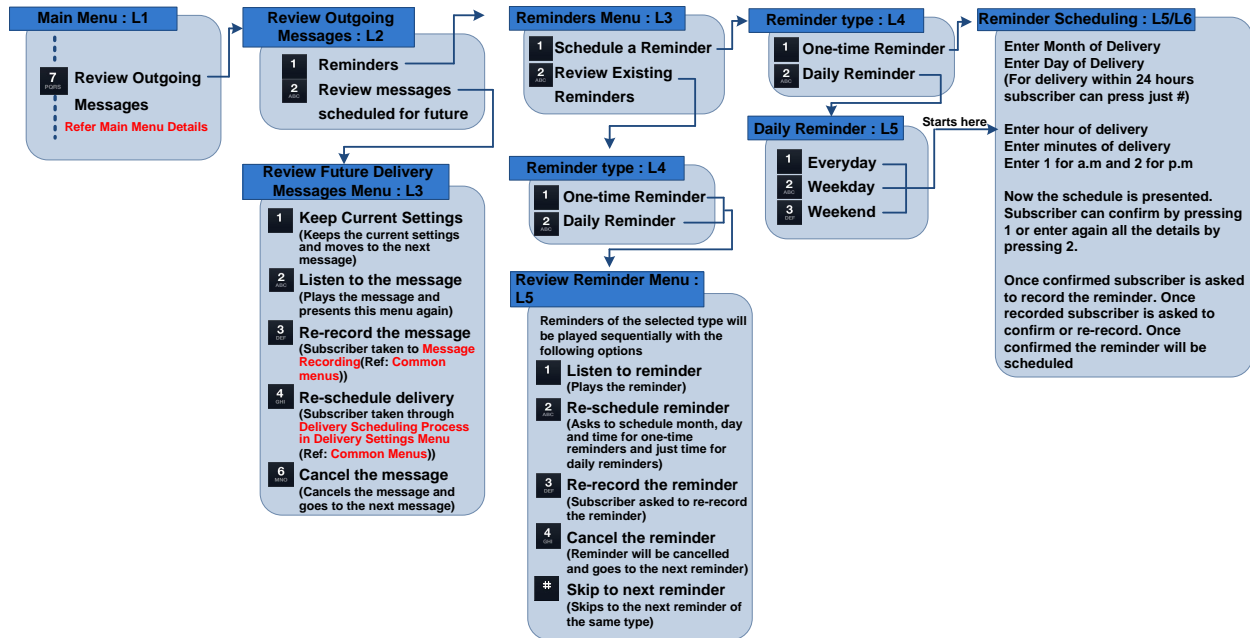 Main Menu : L1
7
PQRS
Review Outgoing
Messages
Refer Main Menu Details
Review Outgoing
Messages : L2
1
Reminders
2
ABC
Review messages
scheduled for future
Review Future Delivery
Messages Menu : L3
1
Keep Current Settings
(Keeps the current settings
and moves to the next
message)
2
ABC
Listen to the message
(Plays the message and
presents this menu again)
3
DEF
Re-record the message
(Subscriber taken to Message
Recording(Ref: Common
menus))
4
GHI
Re-schedule delivery
(Subscriber taken through
Delivery Scheduling Process
in Delivery Settings Menu
(Ref: Common Menus))
6
MNO
Cancel the message
(Cancels the message and
goes to the next message)
Reminders Menu : L3
1
Schedule a Reminder
2
ABC
Review Existing
Reminders
Reminder type : L4
1
One-time Reminder
2
ABC
Daily Reminder
Review Reminder Menu :
L5
Reminders of the selected type will
be played sequentially with the
following options
1
Listen to reminder
(Plays the reminder)
2
ABC
Re-schedule reminder
(Asks to schedule month, day
and time for one-time
reminders and just time for
daily reminders)
3
DEF
Re-record the reminder
(Subscriber asked to re-record
the reminder)
4
GHI
Cancel the reminder
(Reminder will be cancelled
and goes to the next reminder)
#
Skip to next reminder
(Skips to the next reminder of
the same type)
Reminder type : L4
1
One-time Reminder
2
ABC
Daily Reminder
Daily Reminder : L5
1
Everyday
2
ABC
Weekday
3
DEF
Weekend
Starts here
Reminder Scheduling : L5/L6
Enter Month of Delivery
Enter Day of Delivery
(For delivery within 24 hours
subscriber can press just #)
Enter hour of delivery
Enter minutes of delivery
Enter 1 for a.m and 2 for p.m
Now the schedule is presented.
Subscriber can confirm by pressing
1 or enter again all the details by
pressing 2.
Once confirmed subscriber is asked
to record the reminder. Once
recorded subscriber is asked to
confirm or re-record. Once
confirmed the reminder will be
scheduled